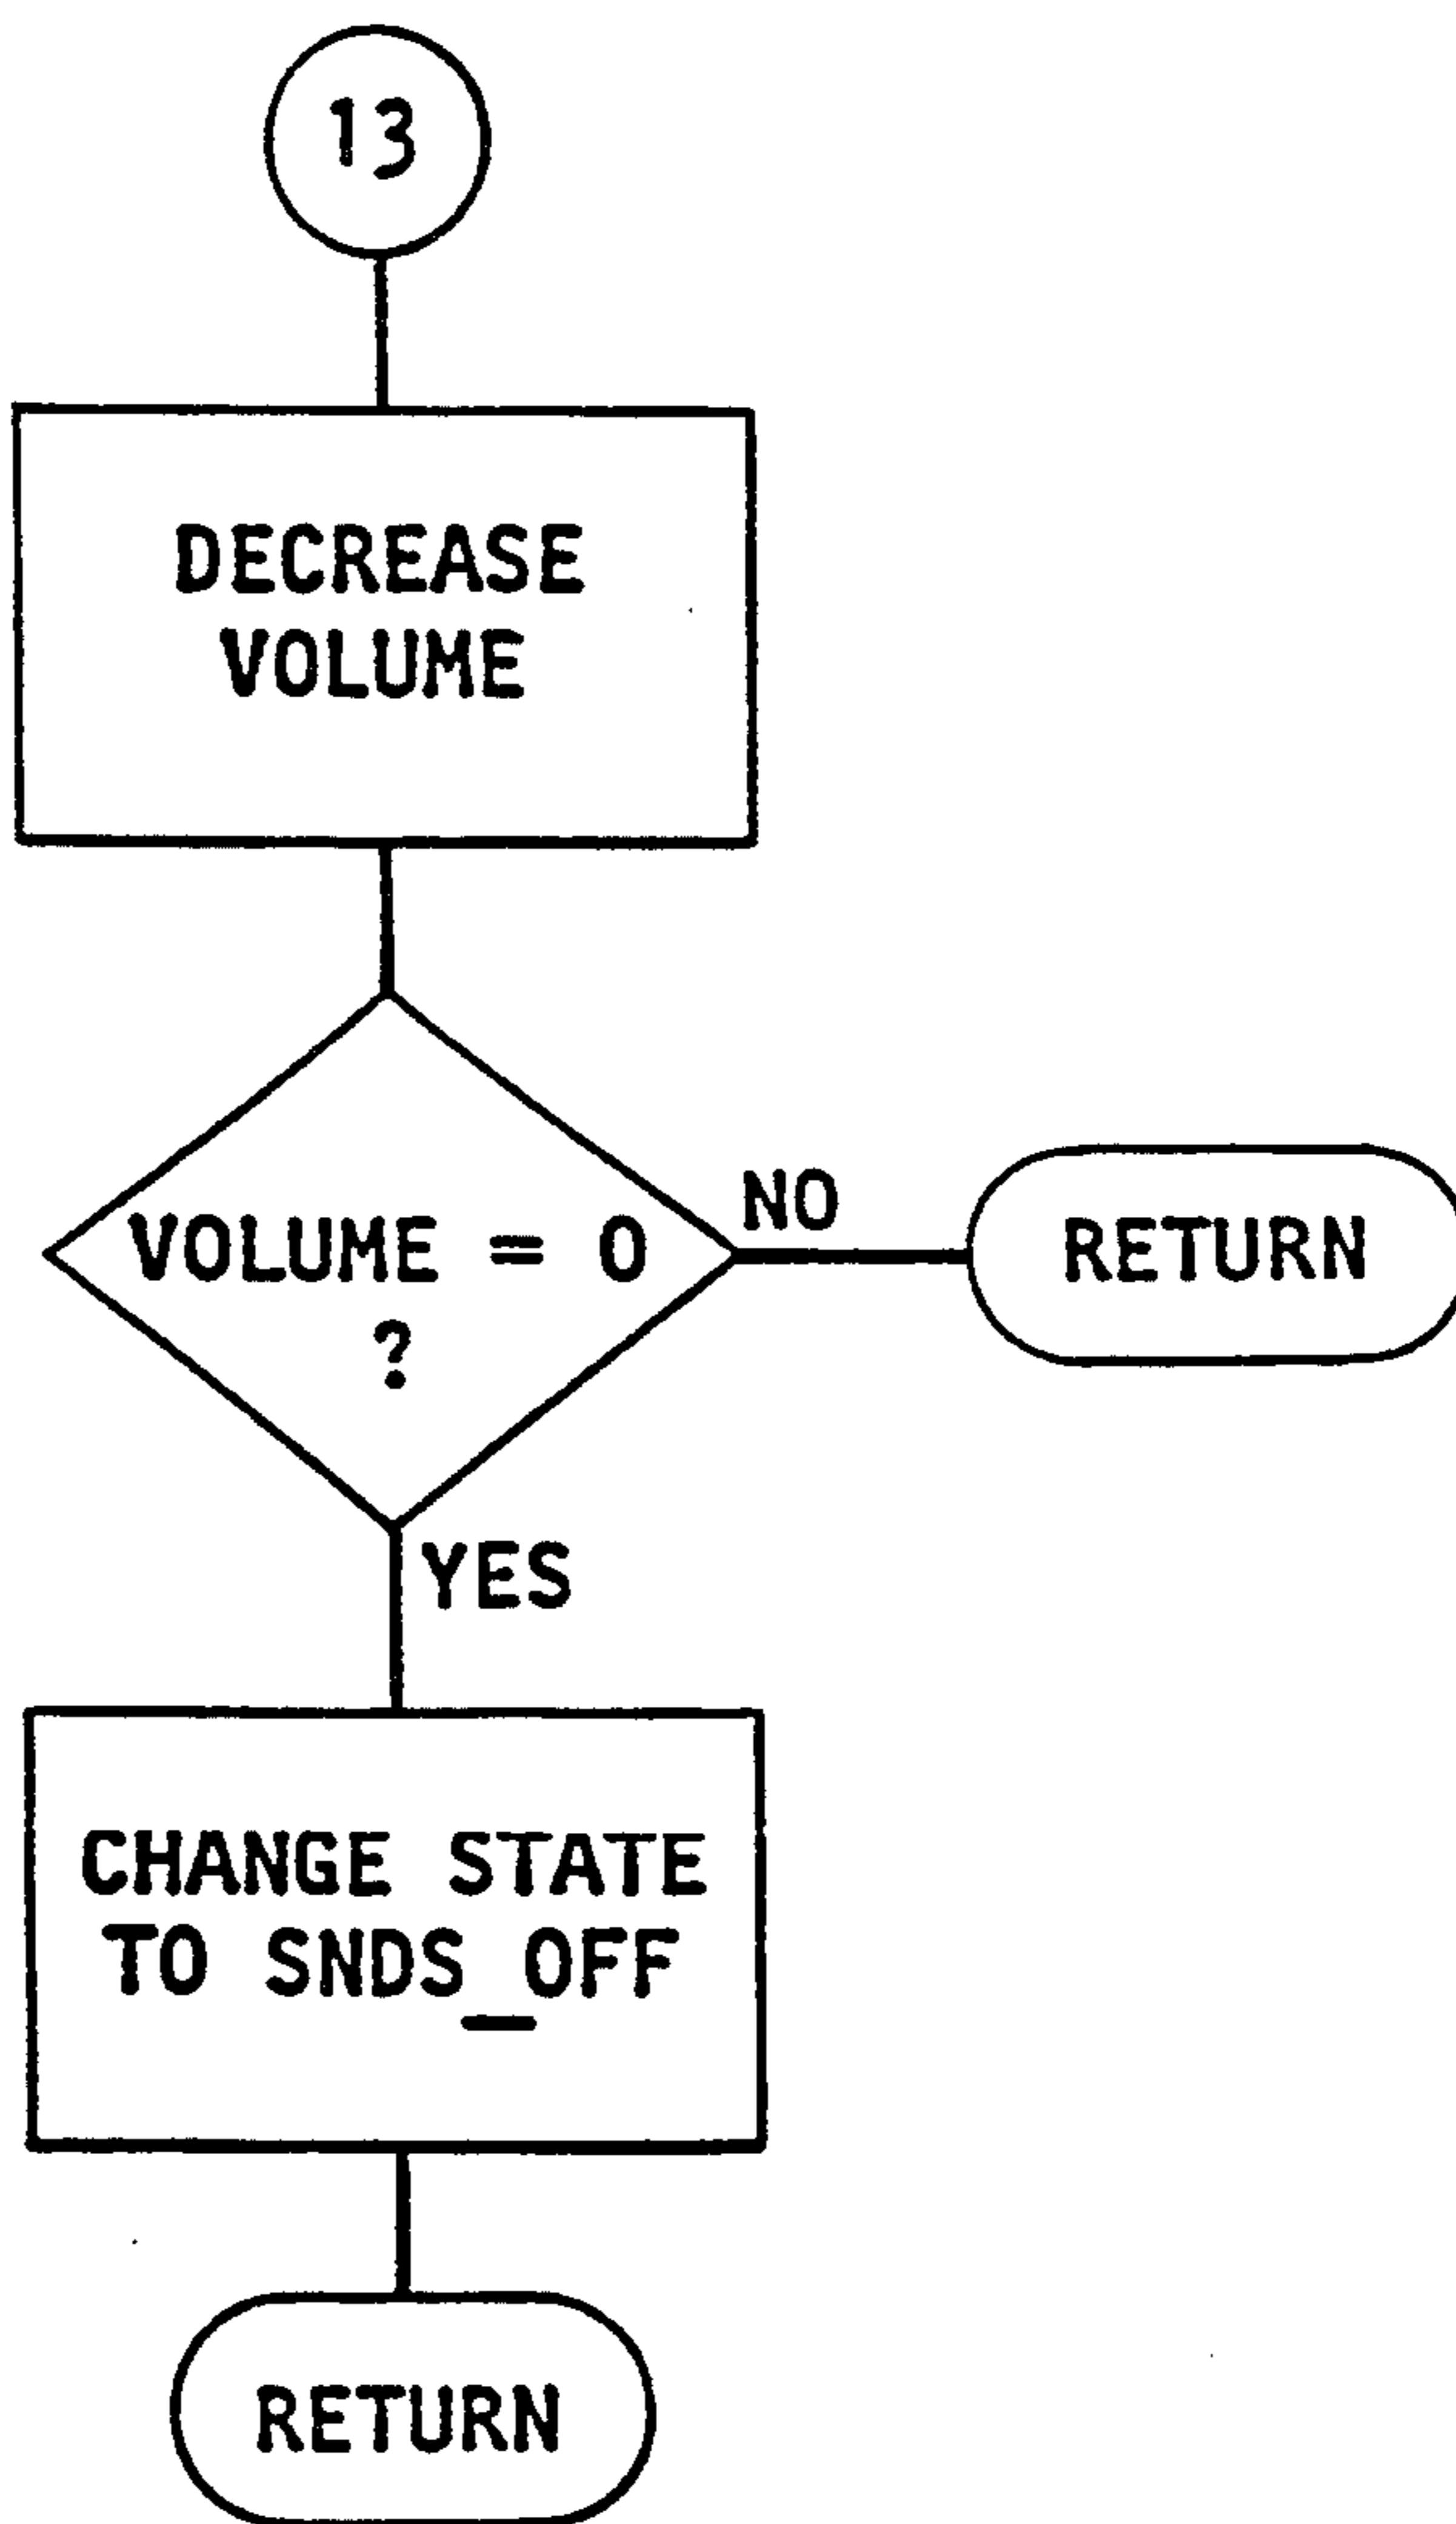 13
DECREASE
VOLUME
VOLUME = 0
?
NO
RETURN
YES
CHANGE STATE
TO SNDS_OFF
RETURN